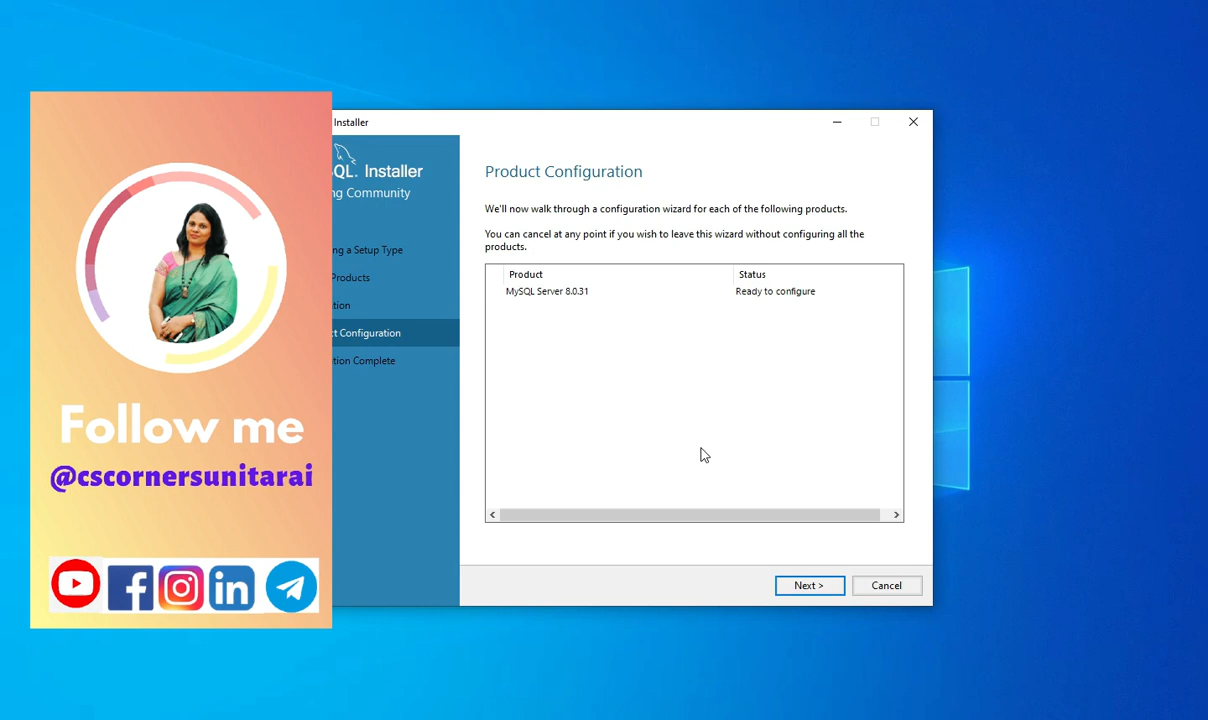 Follow me
@cscornersunitarai
in
Installer
QL. Installer
ng Community
ng a Setup Type
Products
tion
t Configuration
tion Complete
Product Configuration
We'll now walk through a configuration wizard for each of the following products.
You can cancel at any point if you wish to leave this wizard without configuring all the
products.
Product Status
MySQL Server 8.0.31 Ready to configure
Next > Cancel